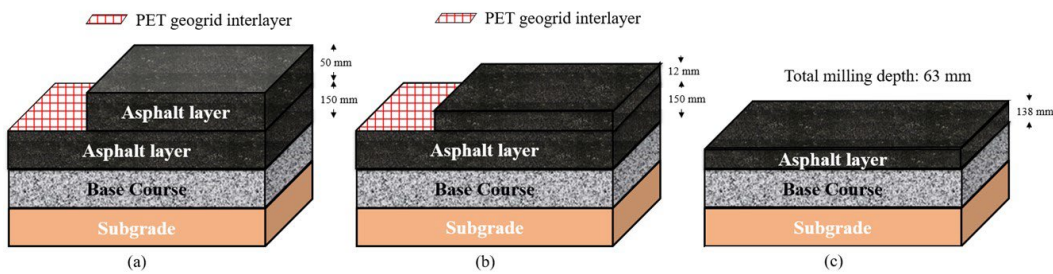 PET geogrid interlayer
50 mm
150 mm
Asphalt layer
Asphalt layer
Base Course
Subgrade
(a)
PET geogrid interlayer
12 mm
150 mm
Asphalt layer
Base Course
Subgrade
(b)
Total milling depth: 63 mm
138 mm
Asphalt layer
Base Course
Subgrade
(c)